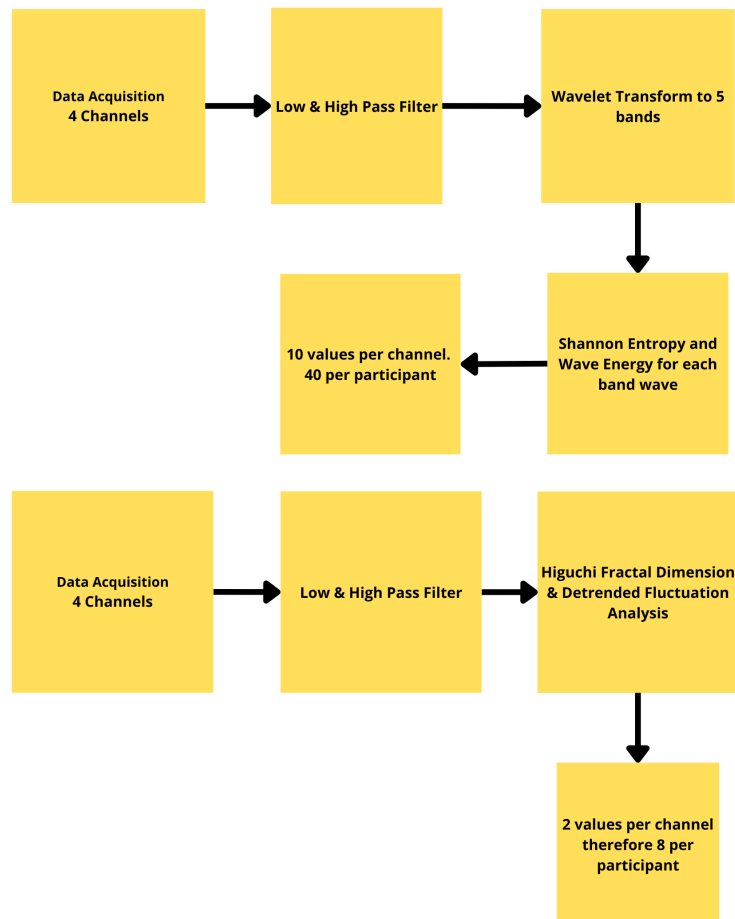 Data Acquisition
4 Channels
Low & High Pass Filter
Wavelet Transform to 5
bands
Shannon Entropy and
Wave Energy for each
band wave
10 values per channel.
40 per participant
Data Acquisition
4 Channels
Low & High Pass Filter
Higuchi Fractal Dimension
& Detrended Fluctuation
Analysis
2 values per channel
therefore 8 per
participant